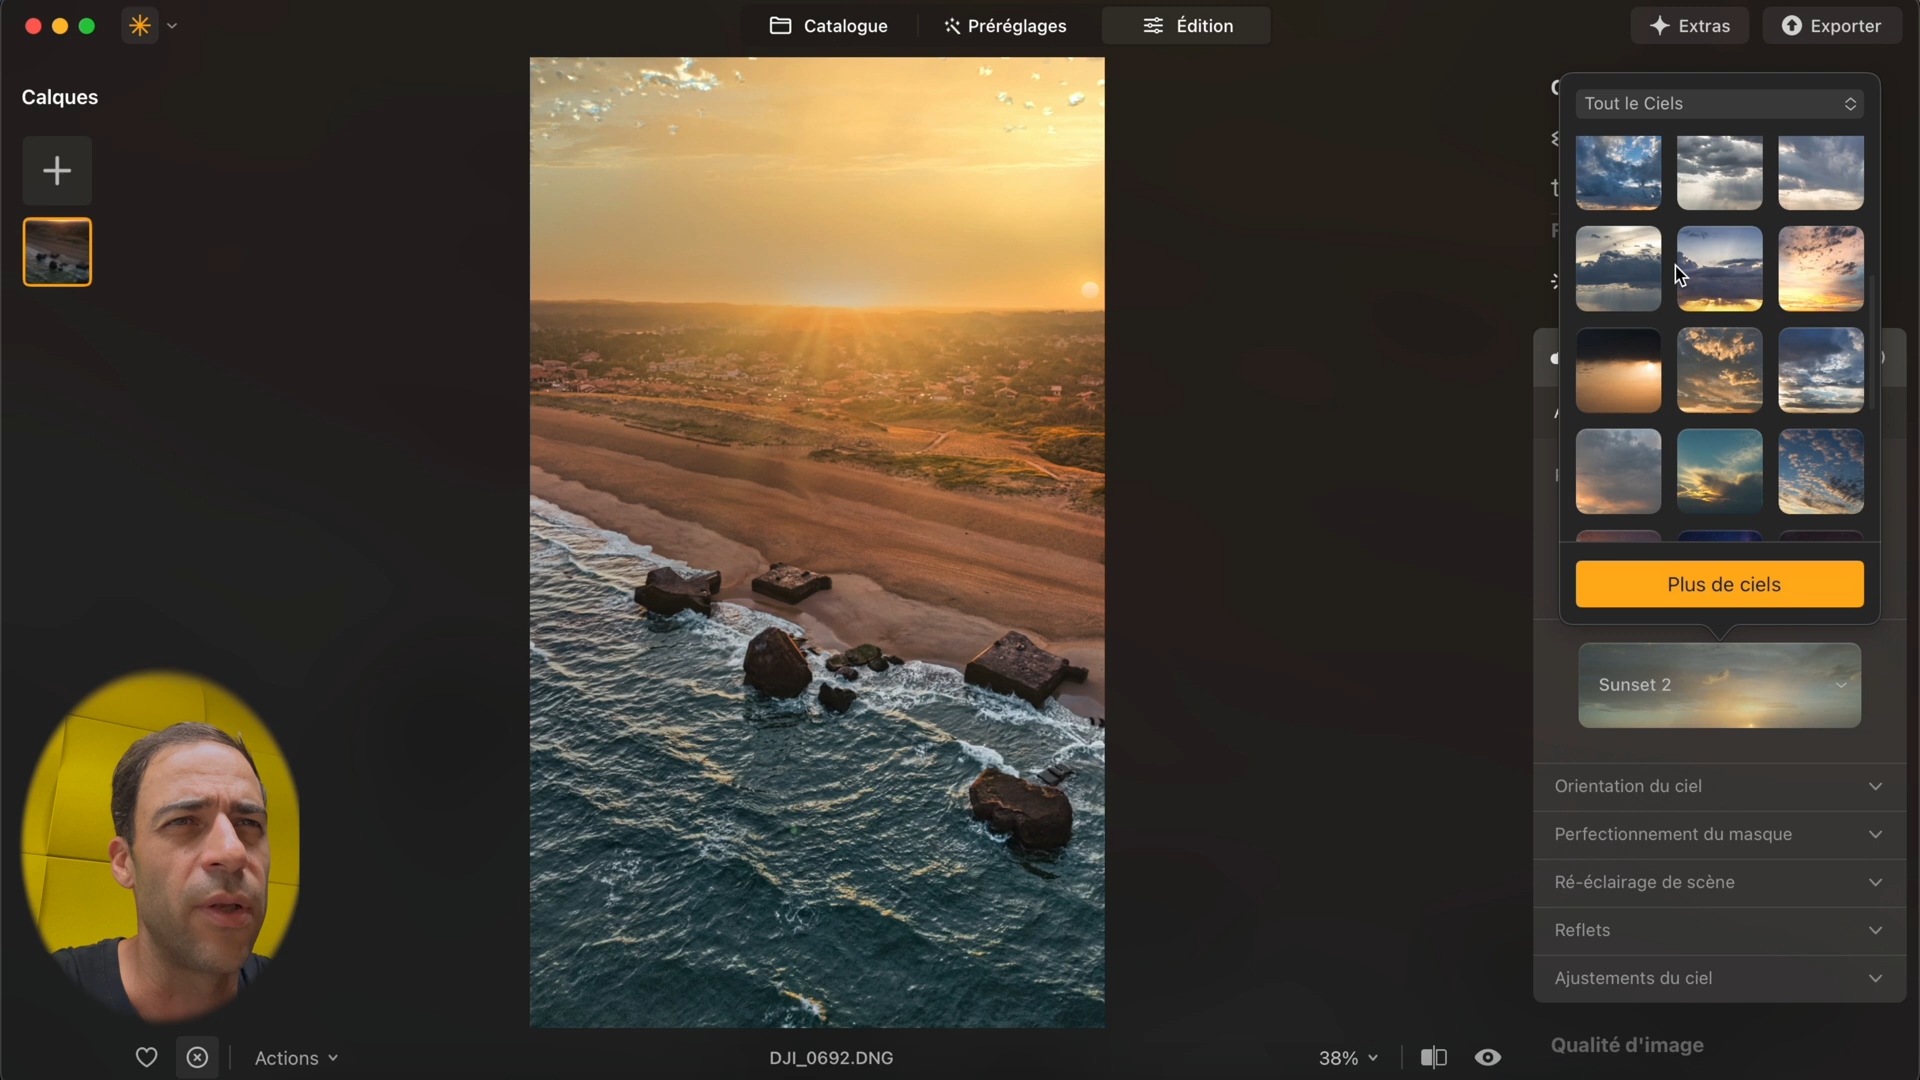 Catalogue
Préréglages
Édition
Extras
Exporter
Calques
Tout le Ciels
Plus de ciels
Sunset 2
Orientation du ciel
Perfectionnement du masque
Ré-éclairage de scène
Reflets
Ajustements du ciel
Qualité d'image
Actions
DJI_0692.DNG
38%